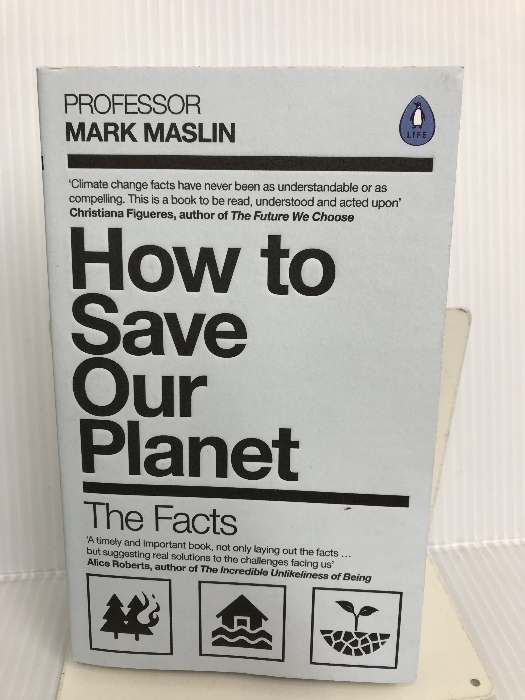 PROFESSOR
MARK MASLIN
LIFE
‘Climate change facts have never been as understandable or as
compelling. This is a book to be read, understood and acted upon’
Christiana Figueres, author of The Future We Choose
How to
Save
Our
Planet
The Facts
‘A timely and important book, not only laying out the facts ...
but suggesting real solutions to the challenges facing us’
Alice Roberts, author of The Incredible Unlikeliness of Being